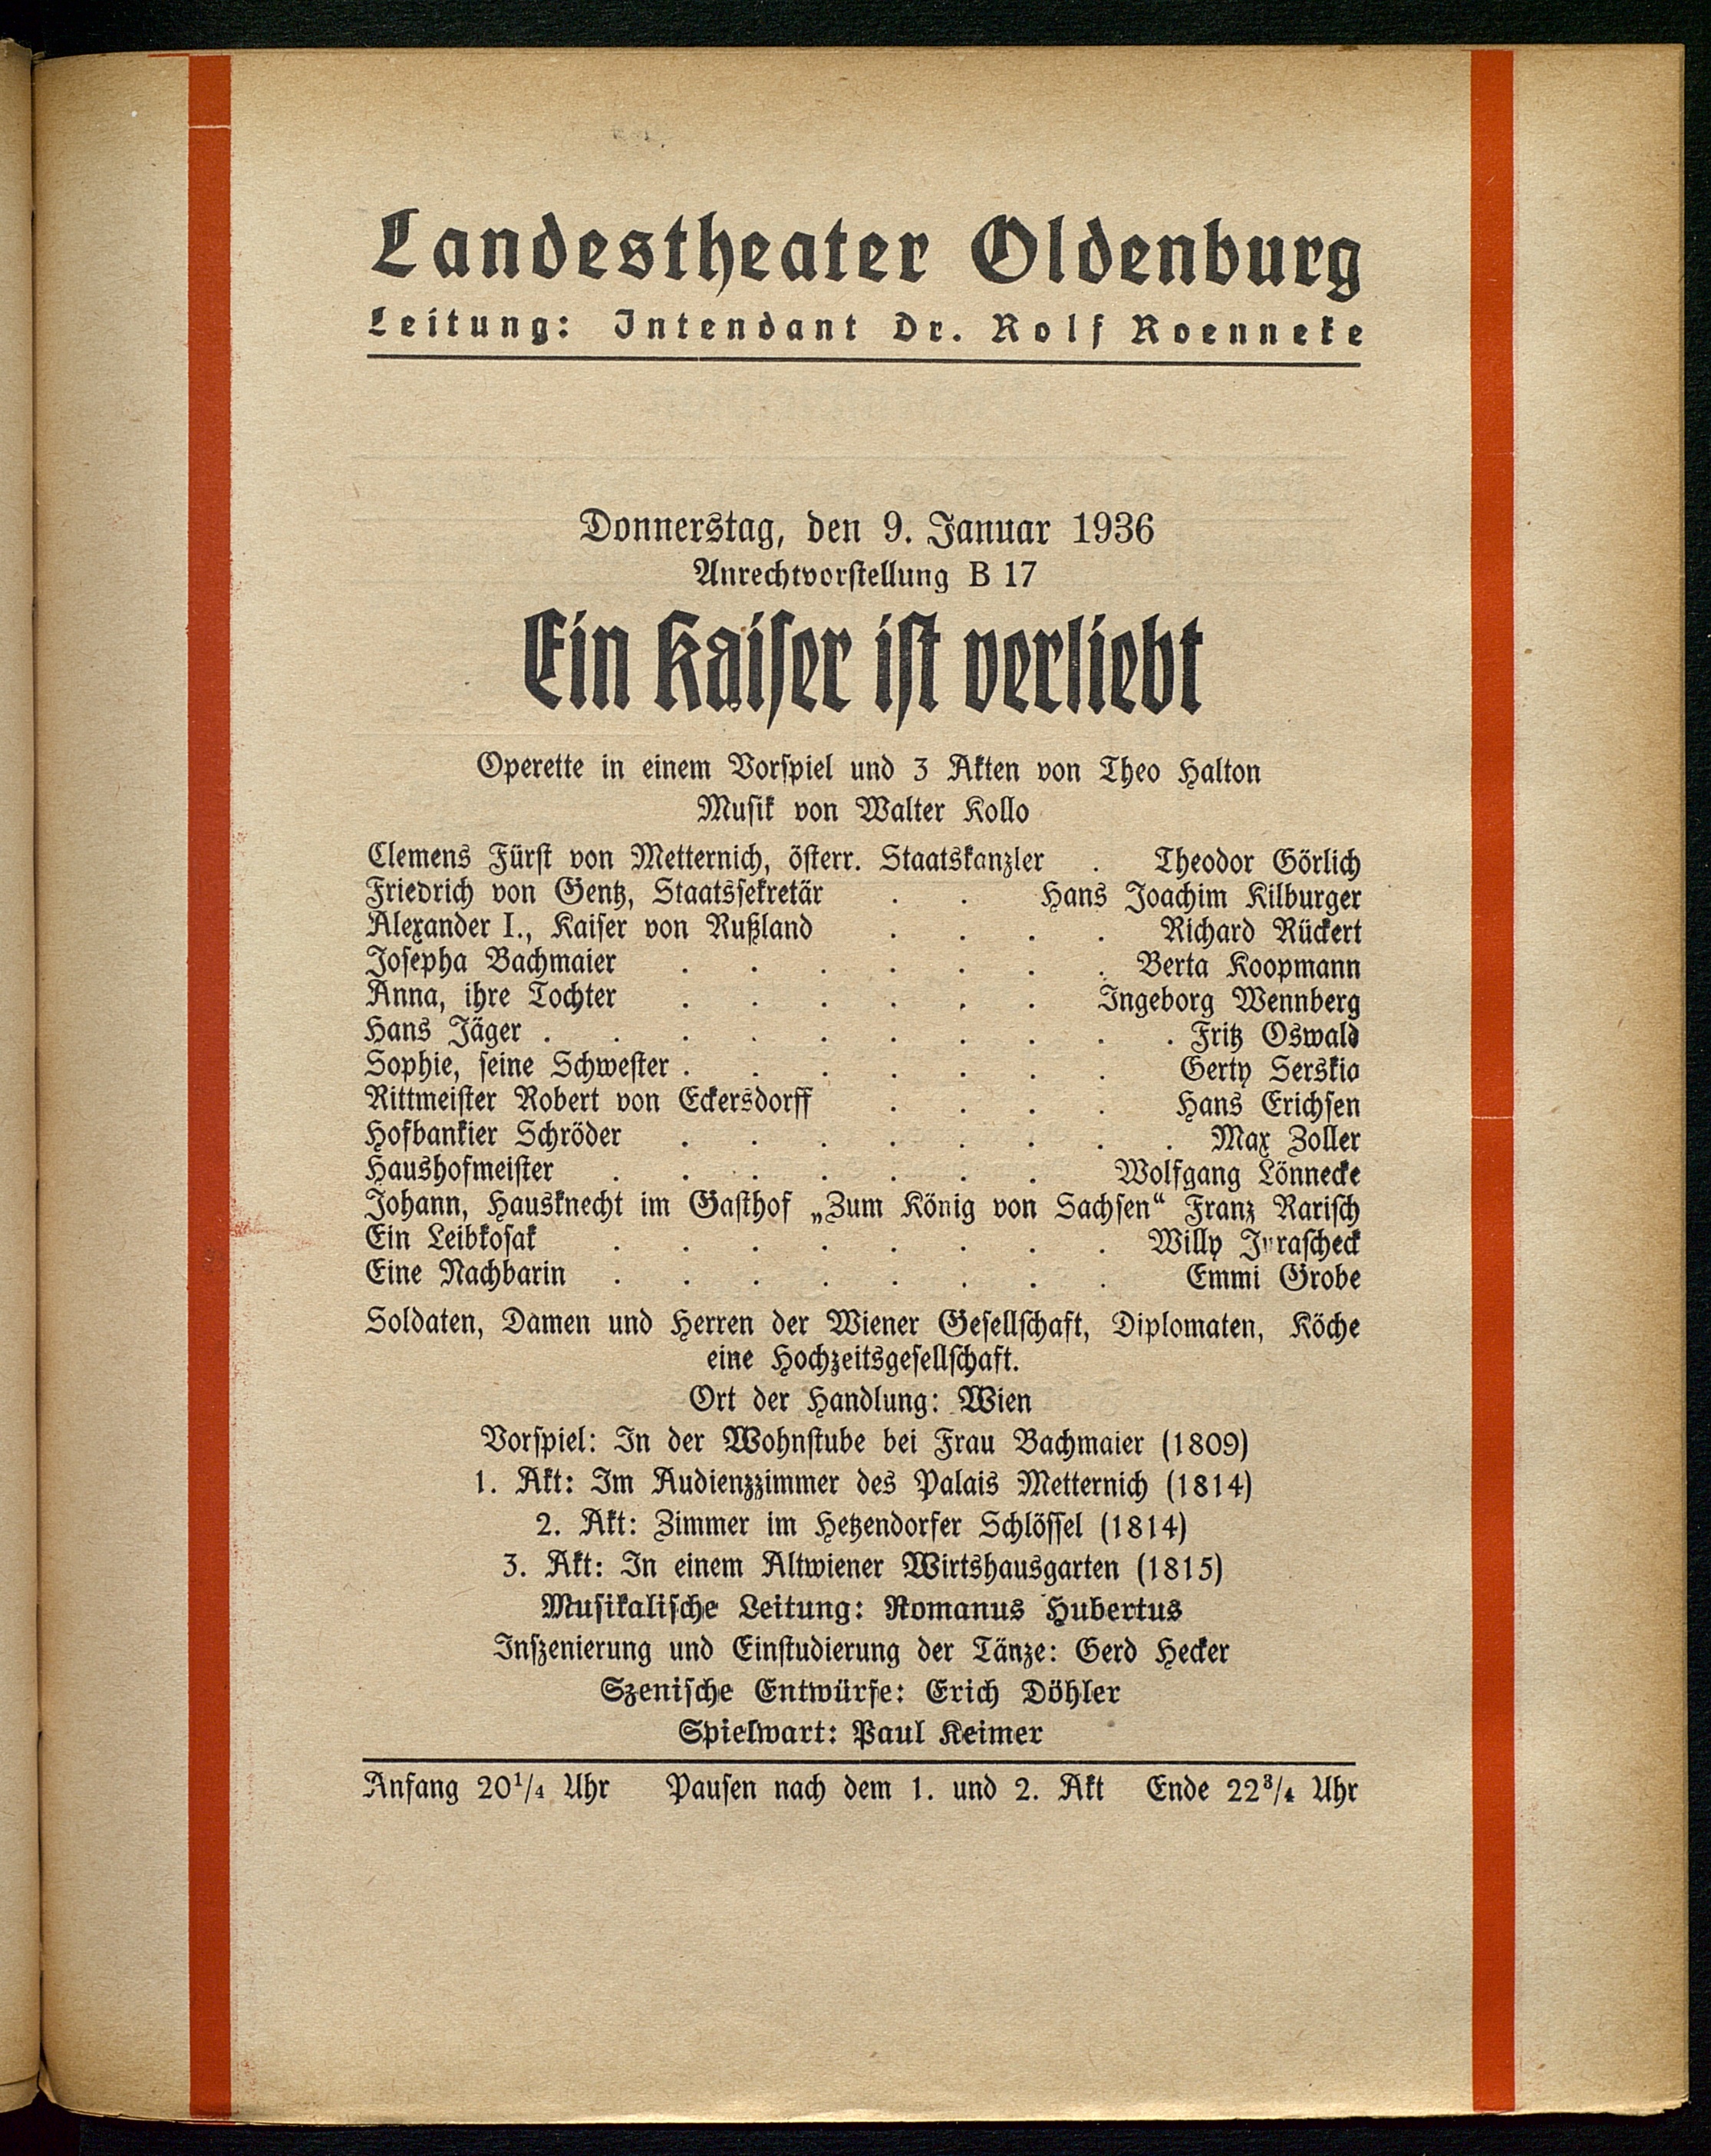 Landestheater Oldenburg
Leitung: Intendant Dr. Rolf Roenneke
Donnerstag, den 9. Januar 1936
Anrechtvorstellung B 17
Ein Kaiser ist verliebt
Operette in einem Vorspiel und 3 Akten von Theo Halton
Musik von Walter Kollo
Clemens Fürst von Metternich, österr. Staatskanzler . Theodor Görlich
Friedrich von Gentz, Staatssekretär . . Hans Joachim Kilburger
Alexander I., Kaiser von Rußland . . . . Richard Rückert
Josepha Bachmaier . . . . . . . Berta Koopmann
Anna, ihre Tochter . . . . . . Ingeborg Wennberg
Hans Jäger . . . . . . . . . . Fritz Oswald
Sophie, seine Schwester . . . . . . . Gerty Serskio
Rittmeister Robert von Eckersdorff . . . . Hans Erichsen
Hofbankier Schröder . . . . . . . . Max Zoller
Haushofmeister . . . . . . . Wolfgang Lönnecke
Johann, Hausknecht im Gasthof „Zum König von Sachsen“ Franz Rarisch
Ein Leibkosak . . . . . . . . Willy
Eine Nachbarin . . . . . . . . Emmi Grobe
Soldaten, Damen und Herren der Wiener Gesellschaft, Diplomaten, Köche
eine Hochzeitsgesellschaft.
Ort der Handlung: Wien
Vorspiel: In der Wohnstube bei Frau Bachmaier (1809)
1. Akt: Im Audienzzimmer des Palais Metternich (1814)
2. Akt: Zimmer im Hetzendorfer Schlössel (1814)
3. Akt: In einem Altwiener Wirtshausgarten (1815)
Musikalische Leitung: Romanus Hubertus
Inszenierung und Einstudierung der Tänze: Gerd Hecker
Szenische Entwürfe: Erich Döhler
Spielwart: Paul Keimer
Anfang 20¹/₄ Uhr Pausen nach dem 1. und 2. Akt Ende 22³/₄ Uhr